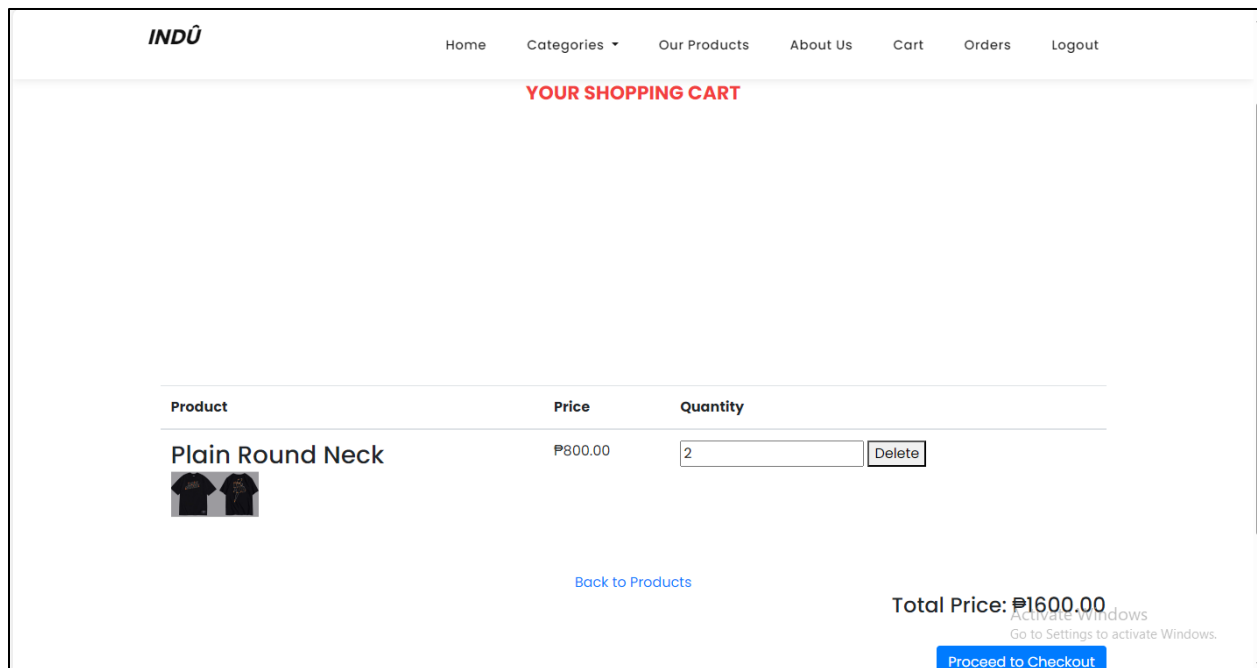 INDÛ
Home Categories Our Products About Us Cart Orders Logout
YOUR SHOPPING CART
Product Price Quantity
Plain Round Neck ₱800.00 2 Delete
Back to Products
Total Price: ₱1600.00
Activate Windows
Go to Settings to activate Windows.
Proceed to Checkout